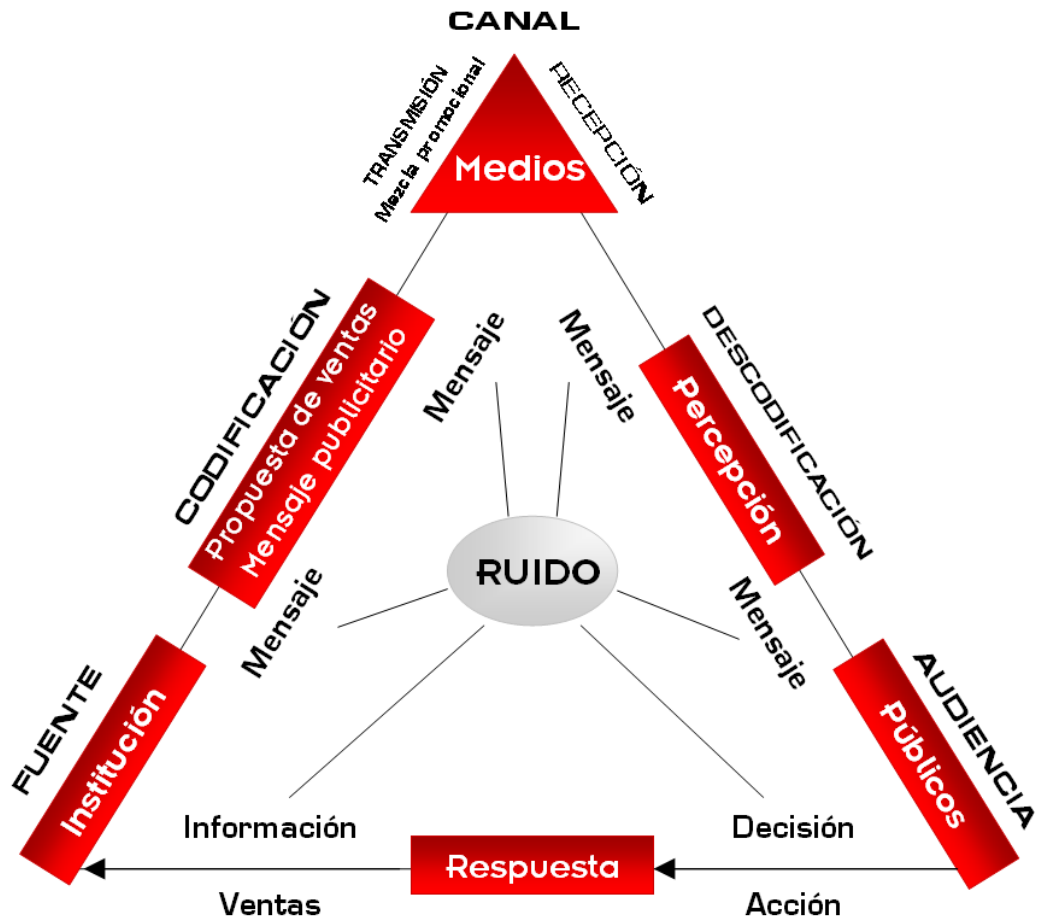 CANAL
TRANSMISIÓN
Mezcla promocional
RECEPCIÓN
Medios
CODIFICACIÓN
Propuesta de ventas
Mensaje publicitario
Mensaje
Mensaje
DESCODIFICACIÓN
Percepción
RUIDO
Mensaje
Mensaje
FUENTE
Institución
AUDIENCIA
Públicos
Información
Decisión
Respuesta
Ventas
Acción